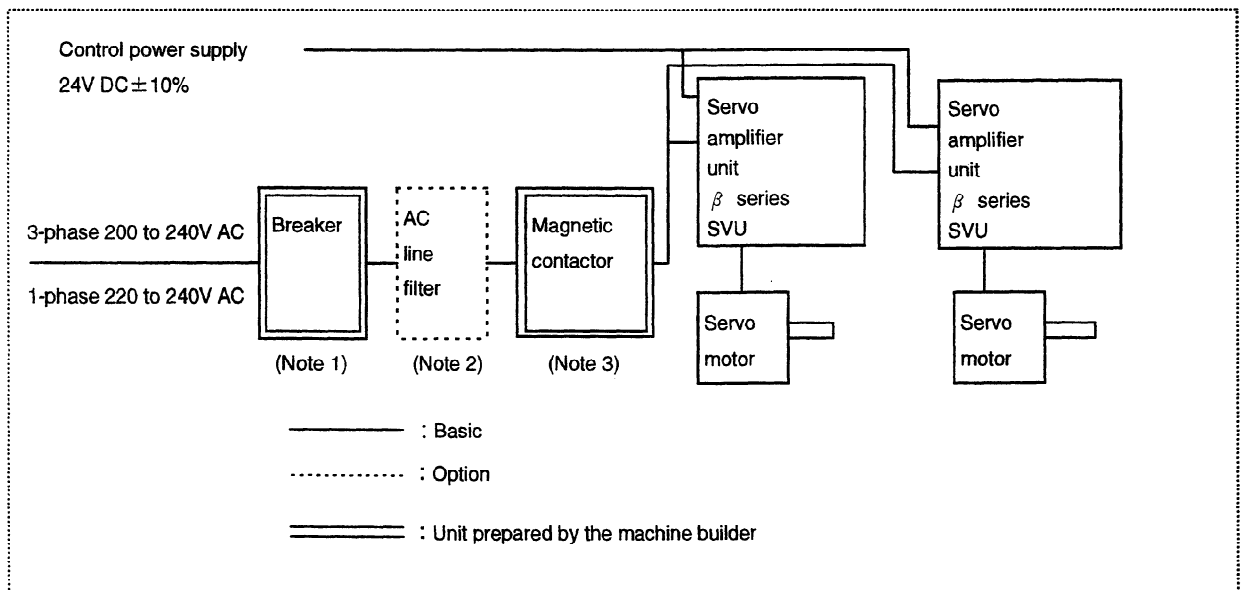 Control power supply
24V DC±10%
Servo
amplifier
unit
β series
SVU
Servo
amplifier
unit
β series
SVU
3-phase 200 to 240V AC
1-phase 220 to 240V AC
Breaker
AC
line
filter
Magnetic
contactor
(Note 1)
(Note 2)
(Note 3)
Servo
motor
Servo
motor
: Basic
: Option
: Unit prepared by the machine builder